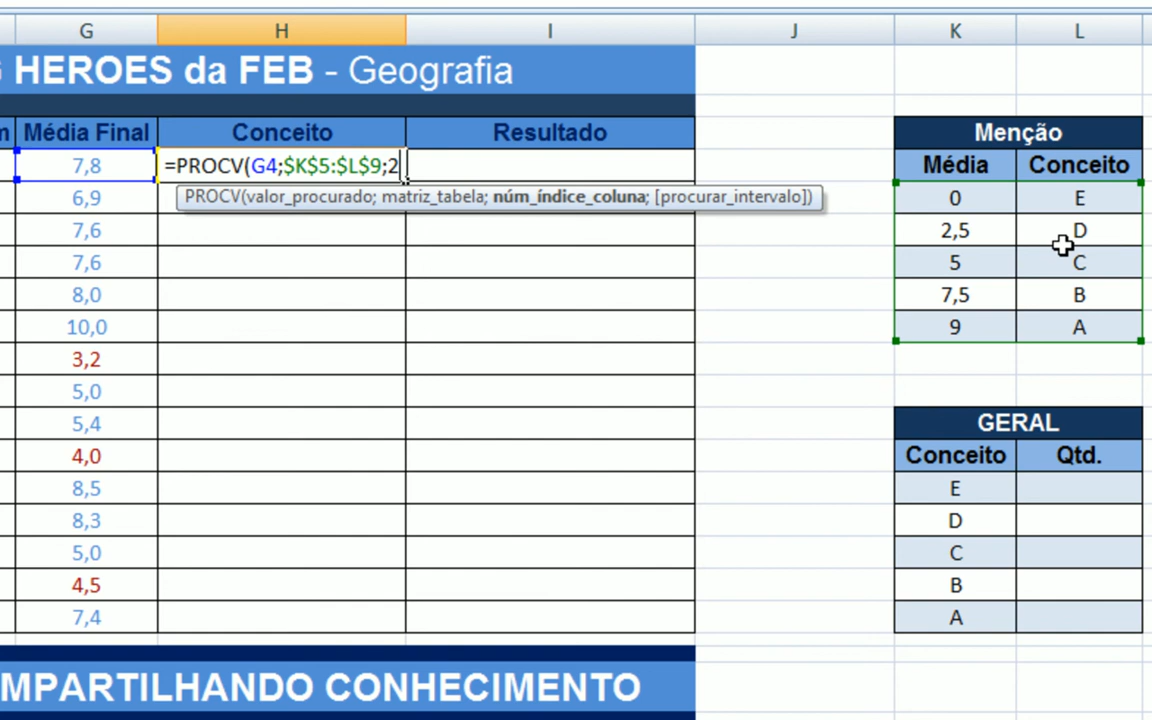 G H I J K L
HEROES da FEB - Geografia
Média Final Conceito Resultado Menção
7,8 =PROCV(G4;$K$5:$L$9;2 Média Conceito
6,9 PROCV(valor_procurado; matriz_tabela; núm_índice_coluna; [procurar_intervalo]) 0 E
7,6 2,5 D
7,6 5 C
8,0 7,5 B
10,0 9 A
3,2
5,0
5,4 GERAL
4,0 Conceito Qtd.
8,5 E
8,3 D
5,0 C
4,5 B
7,4 A
MPARTILHANDO CONHECIMENTO